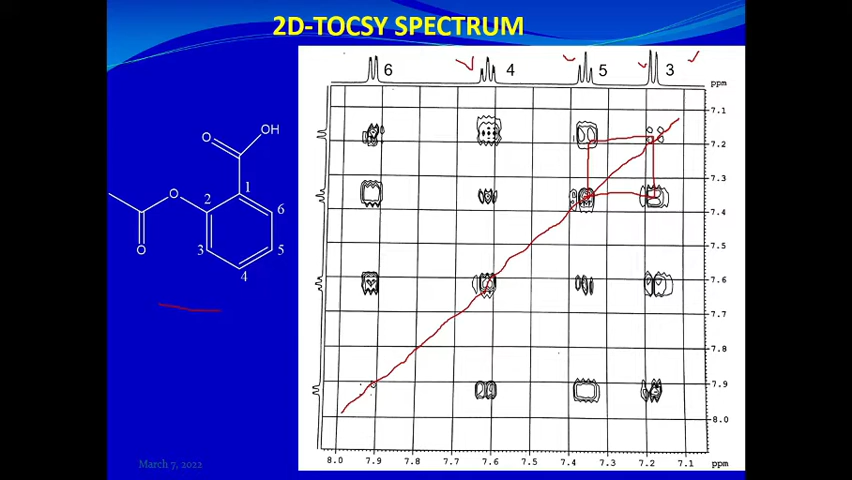 2D-TOCSY SPECTRUM
6 4 5 3
ppm
7.1
7.2
7.3
7.4
7.5
7.6
7.7
7.8
7.9
8.0
8.0 7.9 7.7 7.6 7.5 7.4 7.3 7.2 7.1 ppm
OH
O
O
2
1
6
3
5
O
4
March 7, 2022